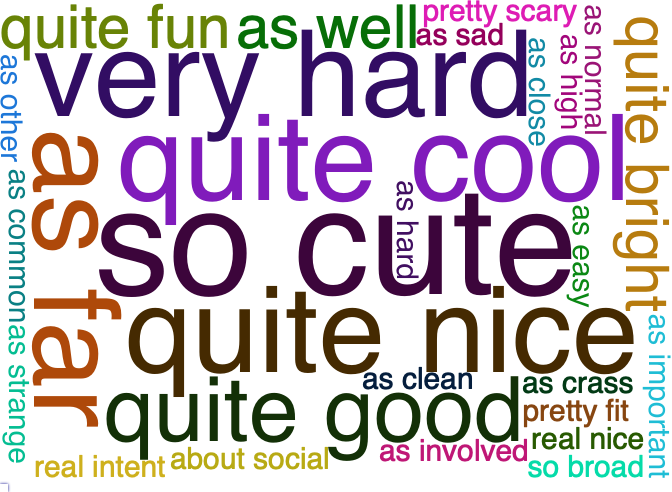 quite fun
as well
pretty scary
as sad
very hard
as close
as high
as normal
quite bright
as other
as far
quite cool
as common
so cute
as hard
as easy
quite nice
as important
as strange
as clean
as crass
quite good
pretty fit
real nice
as involved
about social
real intent
so broad